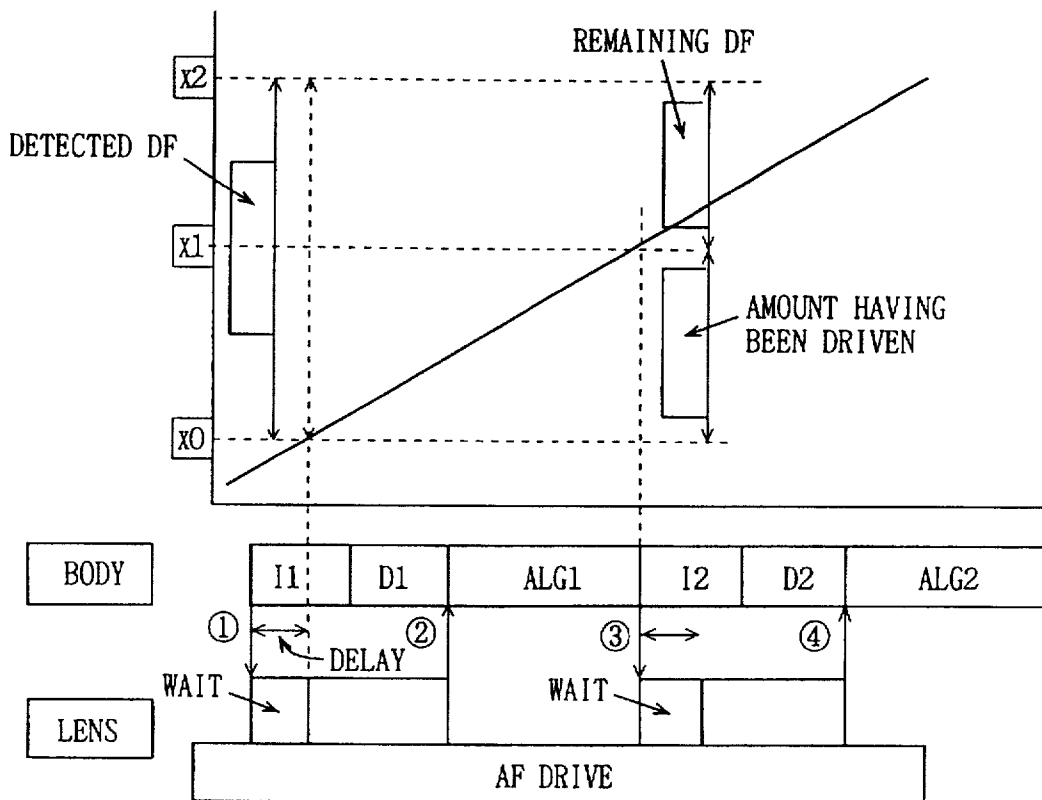 REMAINING DF
X2
DETECTED DF
X1
AMOUNT HAVING
BEEN DRIVEN
X0
BODY
I1
D1
ALG1
I2
D2
ALG2
①
②
③
④
DELAY
WAIT
WAIT
LENS
AF DRIVE